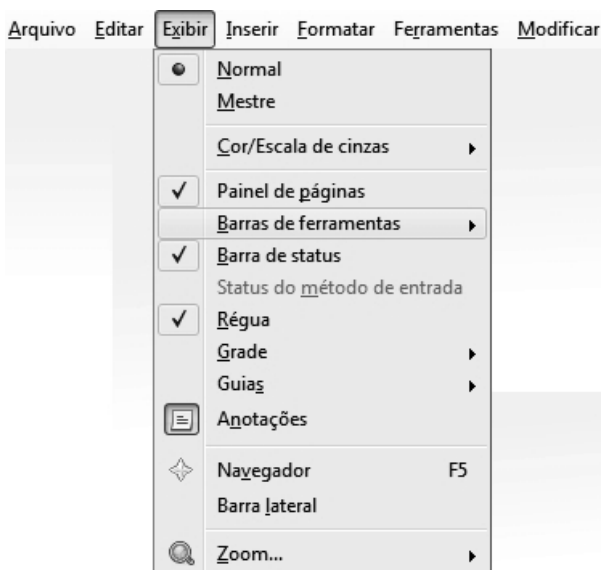 Arquivo Editar Exibir Inserir Formatar Ferramentas Modificar
Normal
Mestre
Cor/Escala de cinzas
Painel de páginas
Barras de ferramentas
Barra de status
Status do método de entrada
Régua
Grade
Guias
Anotações
Navegador F5
Barra lateral
Zoom...